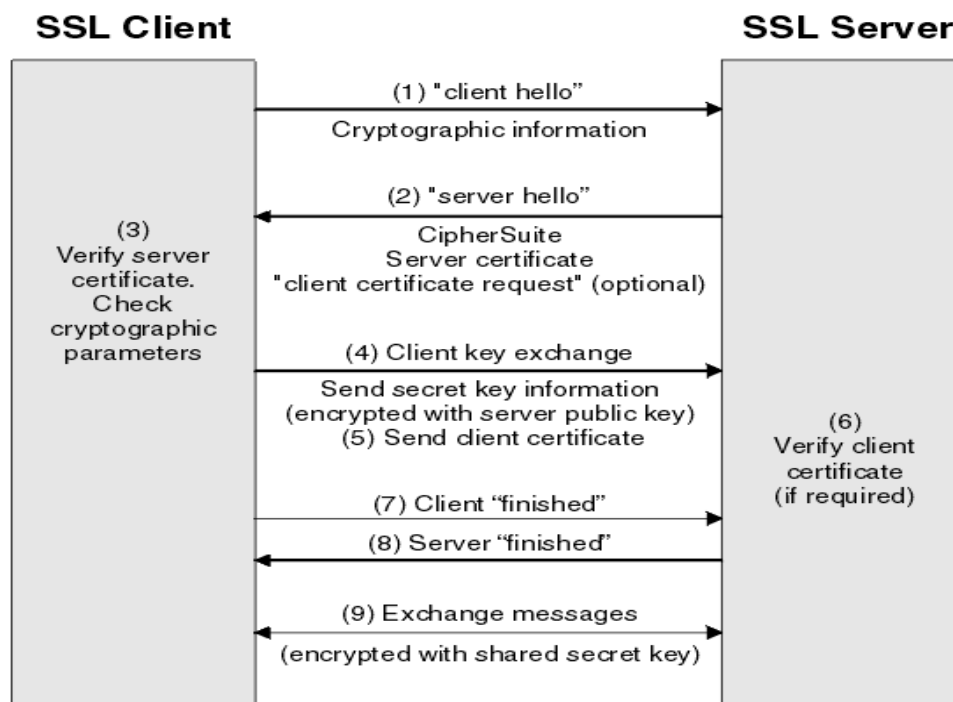 SSL Client
SSL Server
(1) "client hello”
Cryptographic information
(2) "server hello”
CipherSuite
Server certificate
"client certificate request" (optional)
(3)
Verify server
certificate.
Check
cryptographic
parameters
(4) Client key exchange
Send secret key information
(encrypted with server public key)
(5) Send client certificate
(6)
Verify client
certificate
(if required)
(7) Client “finished”
(8) Server “finished”
(9) Exchange messages
(encrypted with shared secret key)